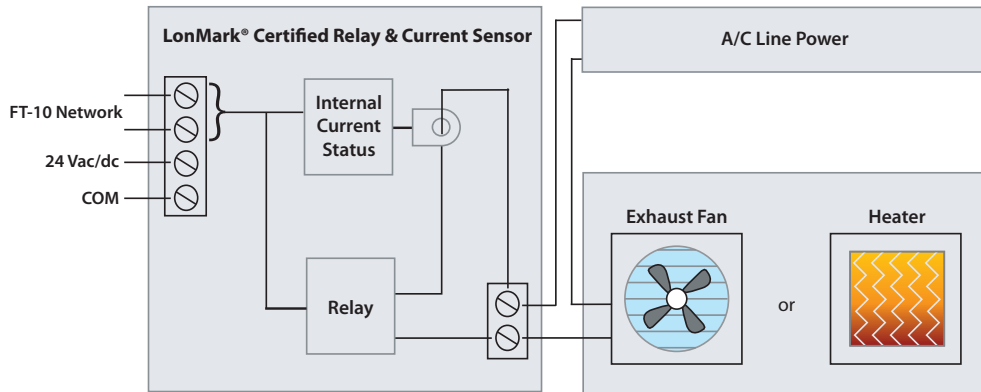 LonMark® Certified Relay & Current Sensor
A/C Line Power
FT-10 Network
24 Vac/dc
COM
Internal
Current
Status
Relay
Exhaust Fan
or
Heater